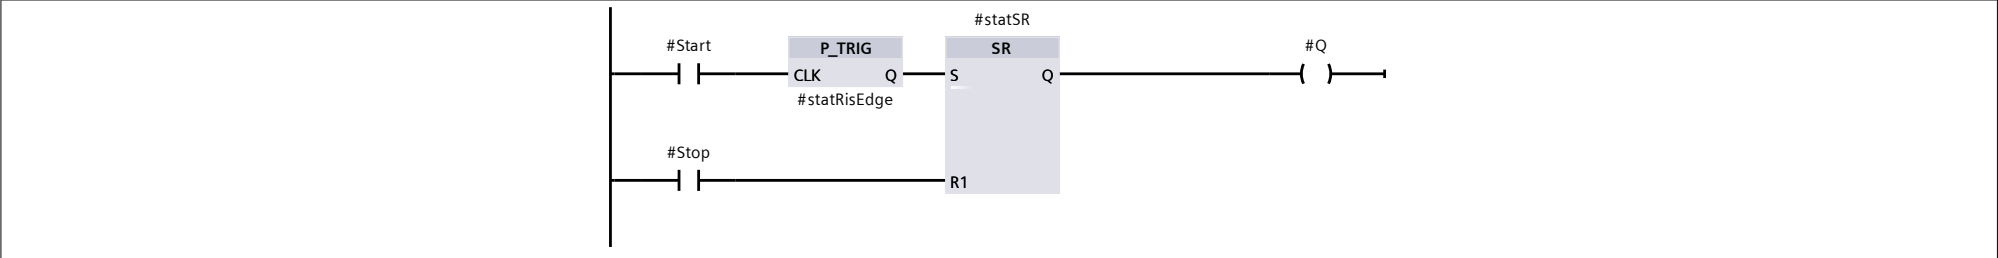 #statSR
#Start P_TRIG SR #Q
CLK Q S Q
#statRisEdge
#Stop
R1